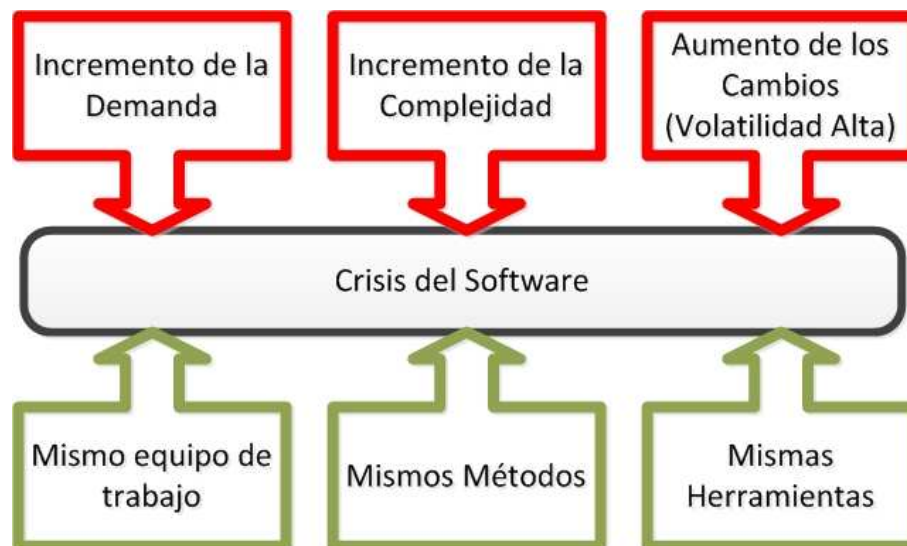 Incremento de la
Demanda
Incremento de la
Complejidad
Aumento de los
Cambios
(Volatilidad Alta)
Crisis del Software
Mismo equipo de
trabajo
Mismos Métodos
Mismas
Herramientas